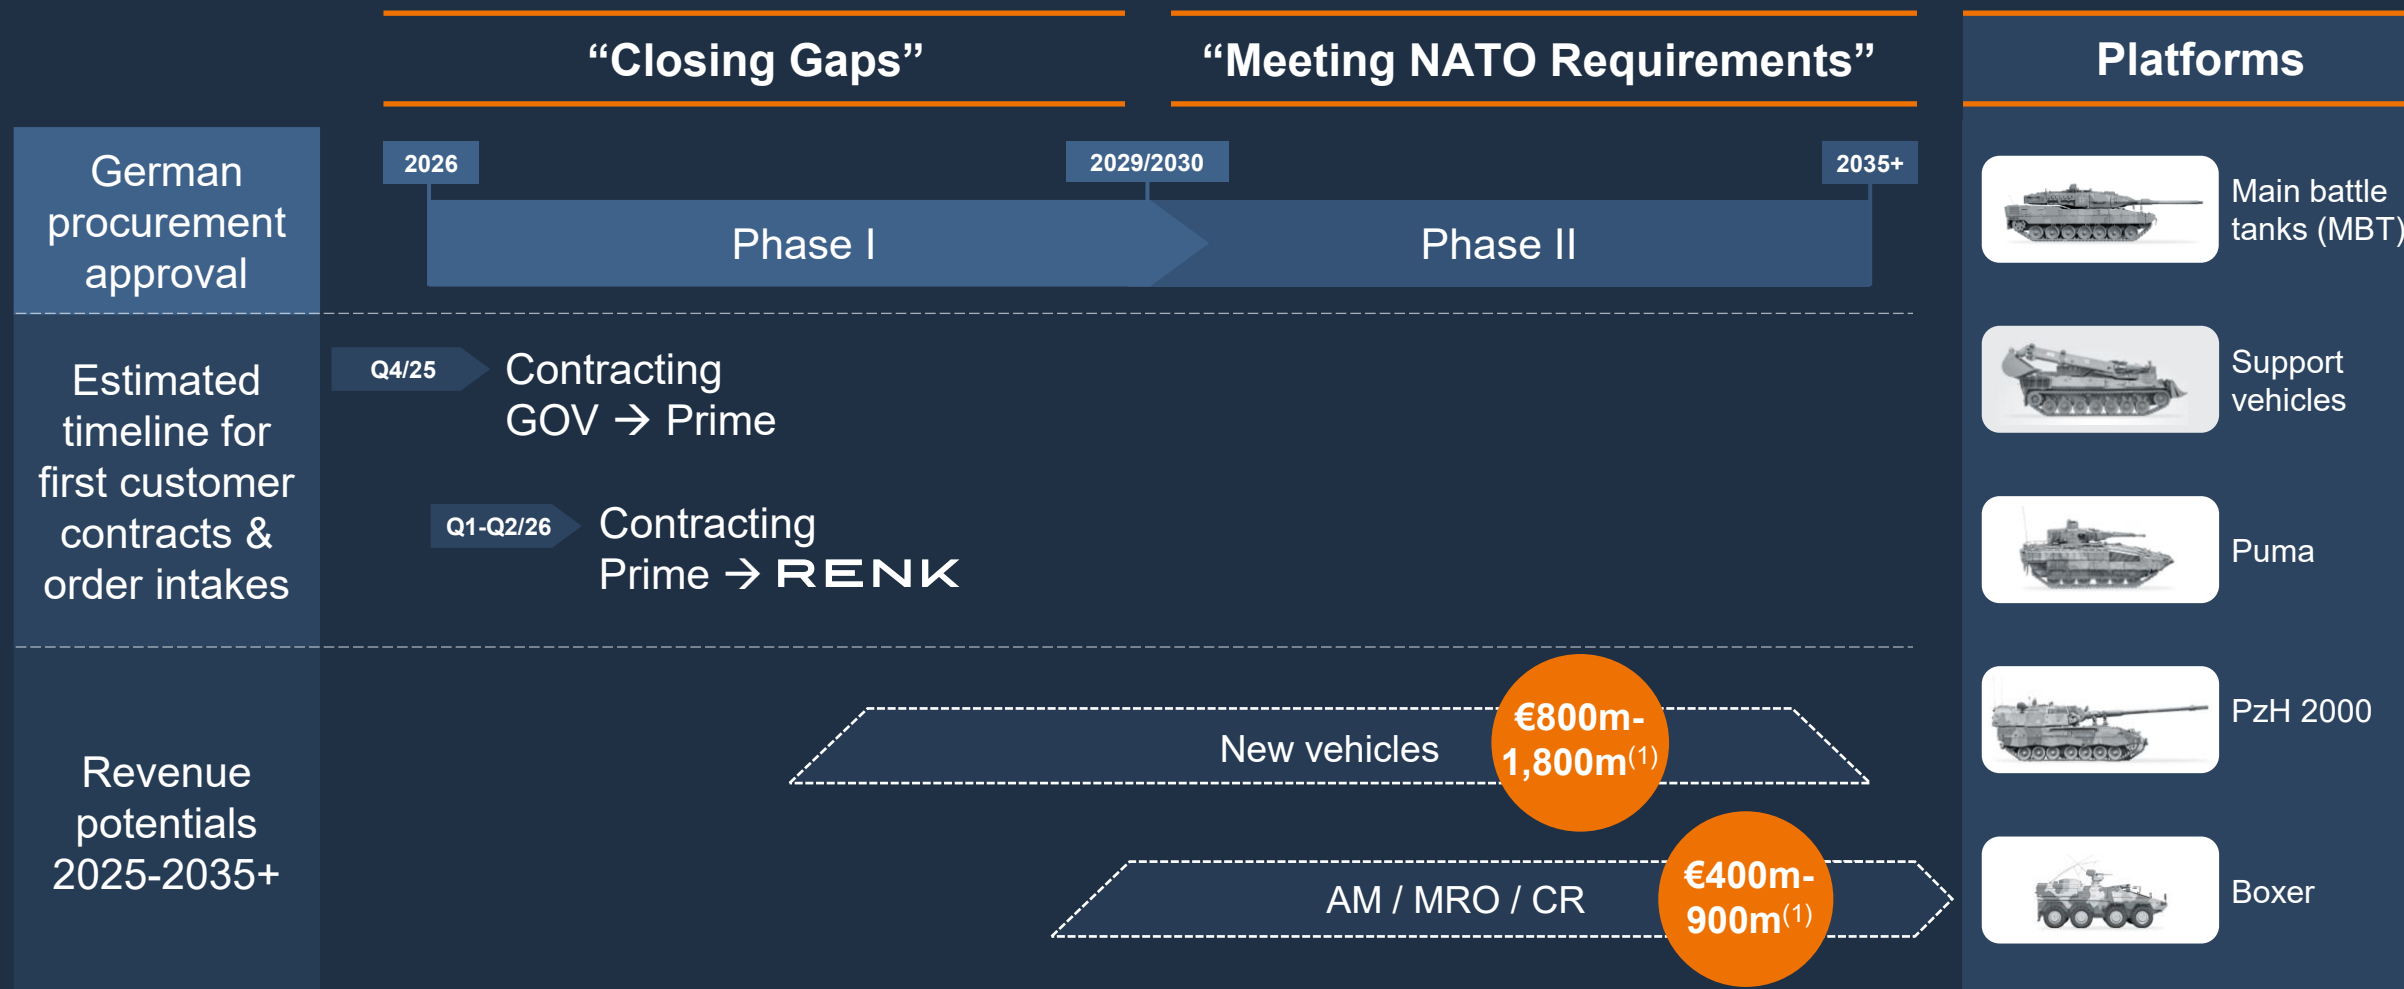 “Closing Gaps”
“Meeting NATO Requirements”
Platforms
German
procurement
approval
2026
2029/2030
2035+
Phase I
Phase II
Estimated
timeline for
first customer
contracts &
order intakes
Q4/25
Contracting
GOV → Prime
Q1-Q2/26
Contracting
Prime → RENK
Revenue
potentials
2025-2035+
New vehicles
€800m-
1,800m(1)
AM / MRO / CR
€400m-
900m(1)
Main battle
tanks (MBT)
Support
vehicles
Puma
PzH 2000
Boxer